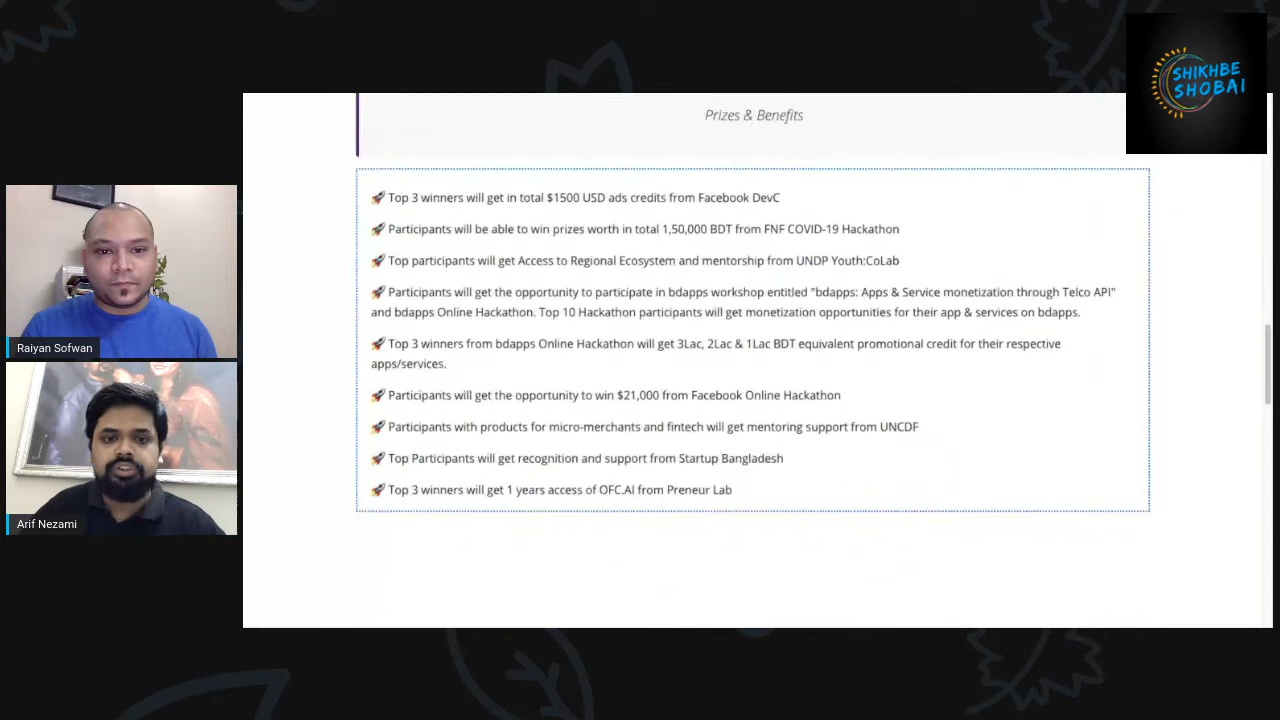 SHIKHBE
SHOBAI
Prizes & Benefits
🚀 Top 3 winners will get in total $1500 USD ads credits from Facebook DevC
🚀 Participants will be able to win prizes worth in total 1,50,000 BDT from FNF COVID-19 Hackathon
🚀 Top participants will get Access to Regional Ecosystem and mentorship from UNDP Youth:CoLab
🚀 Participants will get the opportunity to participate in bdapps workshop entitled "bdapps: Apps & Service monetization through Telco API"
and bdapps Online Hackathon. Top 10 Hackathon participants will get monetization opportunities for their app & services on bdapps.
🚀 Top 3 winners from bdapps Online Hackathon will get 3Lac, 2Lac & 1Lac BDT equivalent promotional credit for their respective
apps/services.
🚀 Participants will get the opportunity to win $21,000 from Facebook Online Hackathon
🚀 Participants with products for micro-merchants and fintech will get mentoring support from UNCDF
🚀 Top Participants will get recognition and support from Startup Bangladesh
🚀 Top 3 winners will get 1 years access of OFC.AI from Preneur Lab
Raiyan Sofwan
Arif Nezami